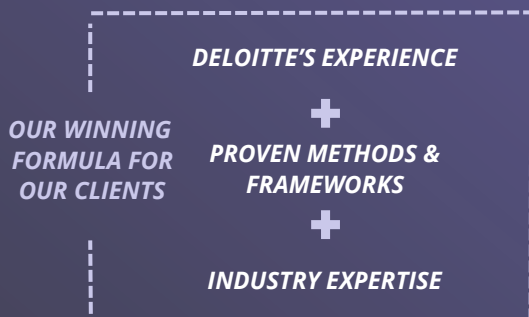 OUR WINNING
FORMULA FOR
OUR CLIENTS
DELOITTE’S EXPERIENCE
PROVEN METHODS &
FRAMEWORKS
INDUSTRY EXPERTISE